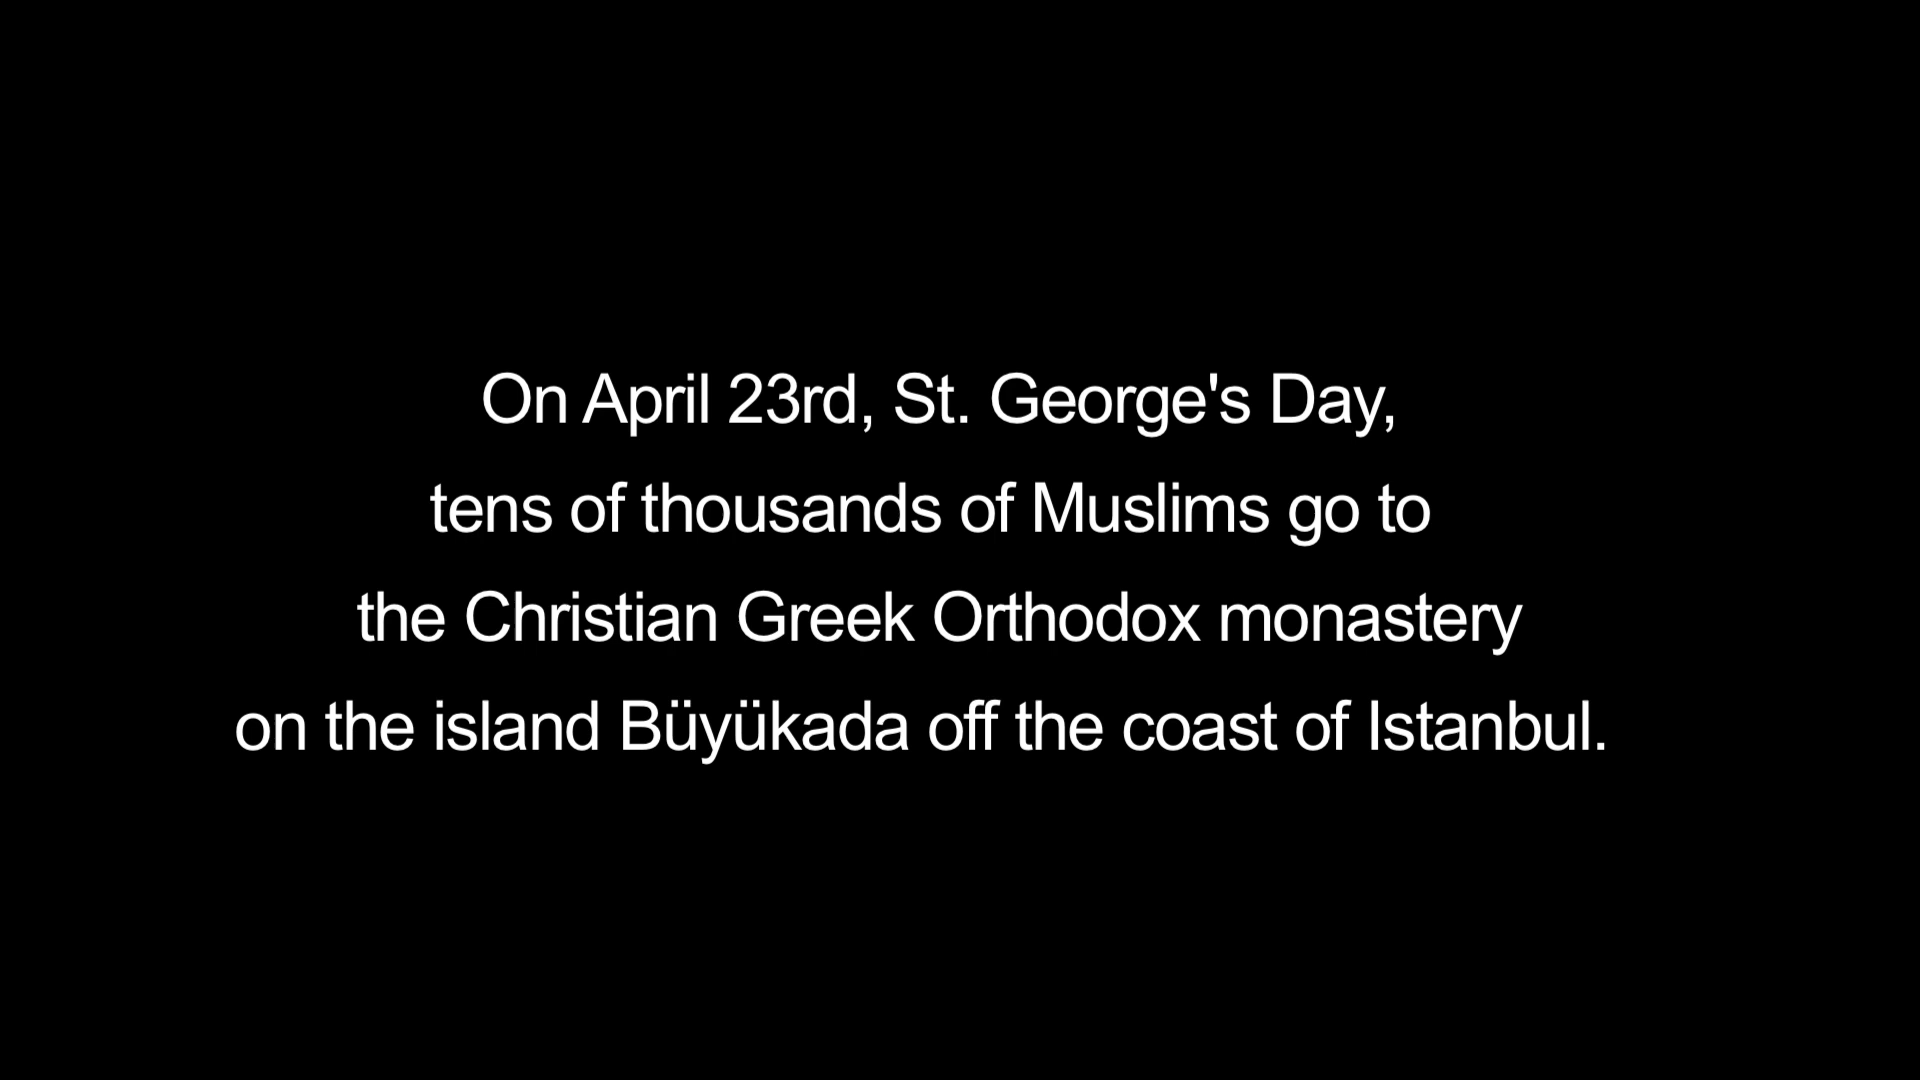 On April 23rd, St. George's Day,
tens of thousands of Muslims go to
the Christian Greek Orthodox monastery
on the island Büyükada off the coast of Istanbul.